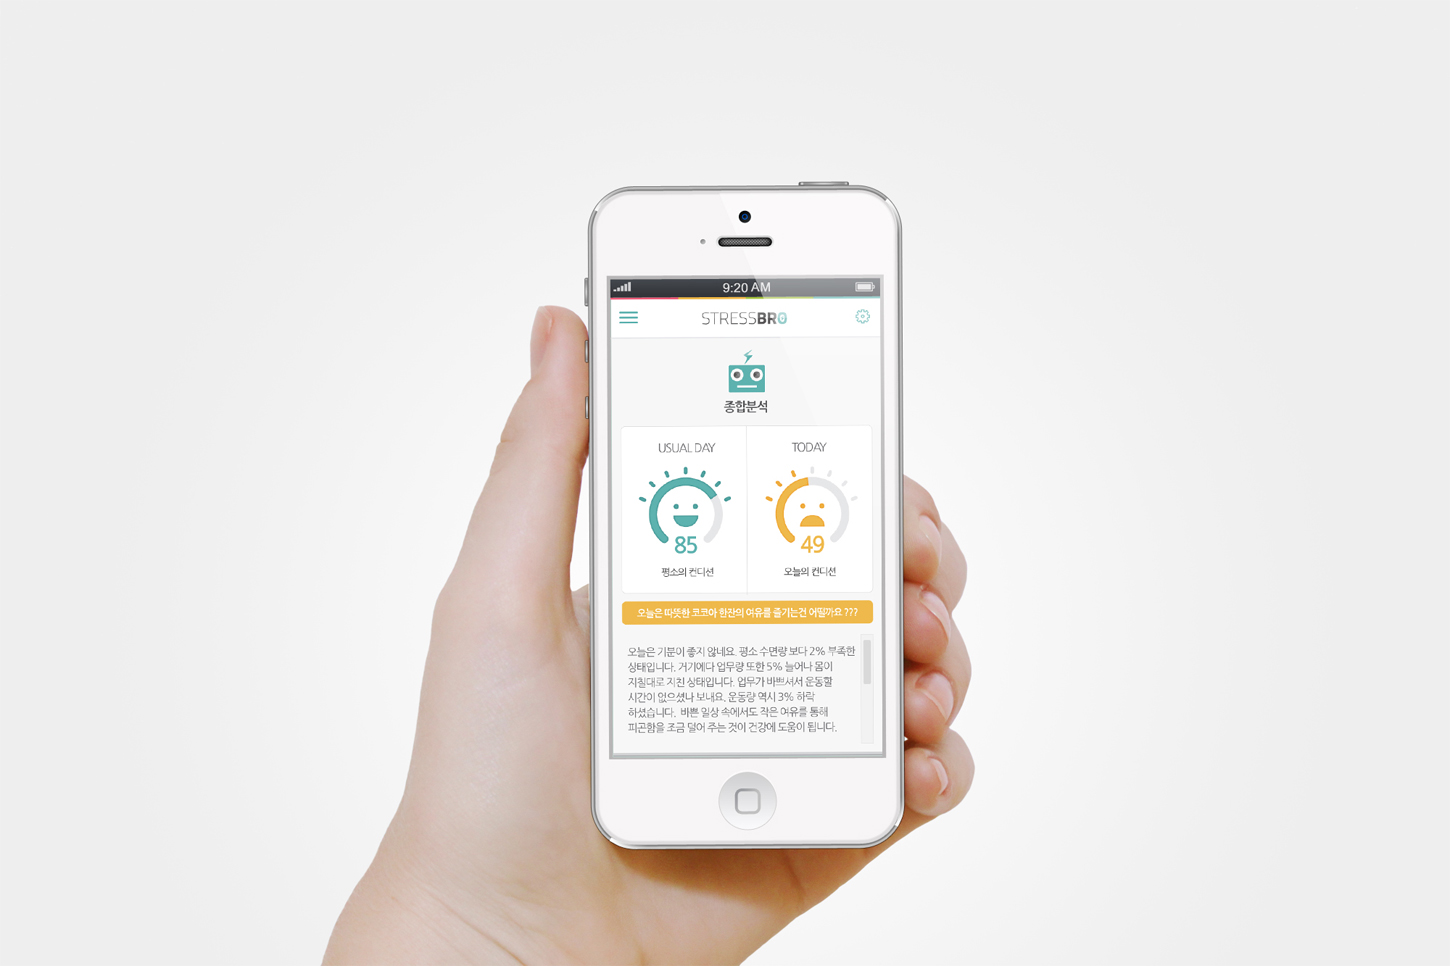 9:20 AM
STRESSBRO
종합분석
USUAL DAY
TODAY
85
49
평소의 컨디션
오늘의 컨디션
오늘은 따뜻한 코코아 한잔의 여유를 즐기는건 어떨까요 ???
오늘은 기분이 좋지 않네요. 평소 수면량 보다 2% 부족한
상태입니다. 거기에다 업무량 또한 5% 늘어나 몸이
지칠대로 지친 상태입니다. 업무가 바쁘셔서 운동할
시간이 없으셨나 보내요. 운동량 역시 3% 하락
하셨습니다. 바쁜 일상 속에서도 작은 여유를 통해
피곤함을 조금 덜어 주는 것이 건강에 도움이 됩니다.